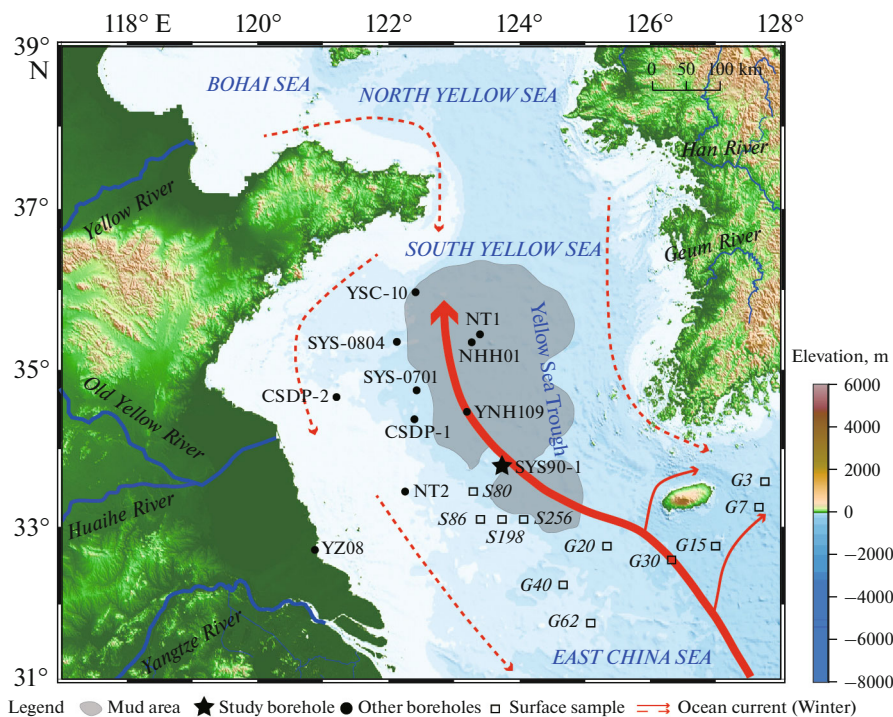 118° E 120° 122° 124° 126° 128°
39°
N
37°
35°
33°
31°
BOHAI SEA
NORTH YELLOW SEA
0 50 100 km
Han River
Yellow River
SOUTH YELLOW SEA
Geum River
YSC-10
NT1
SYS-0804
NHH01
Yellow Sea Trough
SYS-0701
CSDP-2
YNH109
CSDP-1
Old Yellow River
SYS90-1
Huaihe River
NT2
S80
G3
G7
S86
S256
S198
YZ08
G20
G15
G30
G40
G62
Yangtze River
EAST CHINA SEA
Elevation, m
6000
4000
2000
0
−2000
−4000
−6000
−8000
Legend Mud area Study borehole Other boreholes Surface sample Ocean current (Winter)